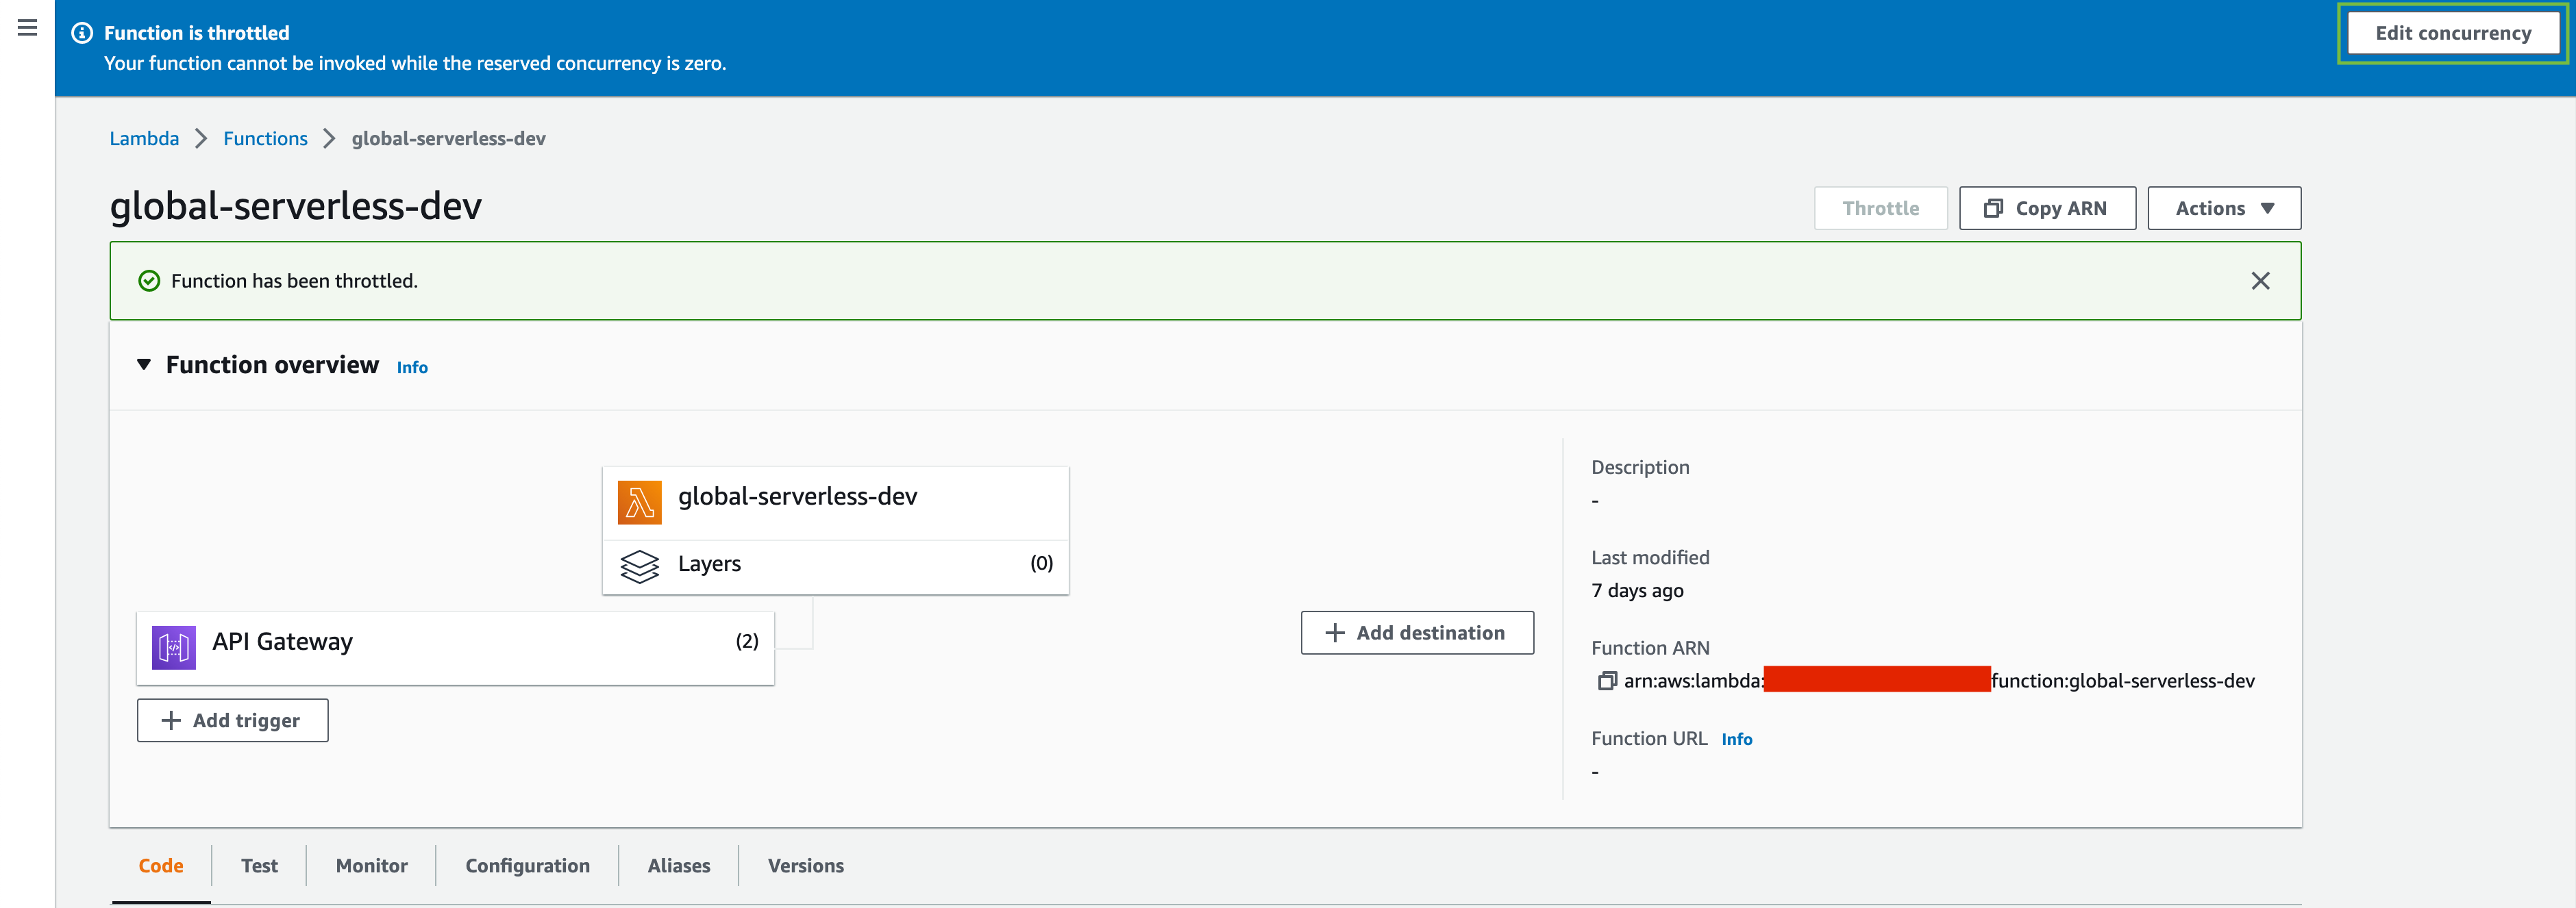 Function is throttled
Edit concurrency
Your function cannot be invoked while the reserved concurrency is zero.
Lambda > Functions > global-serverless-dev
global-serverless-dev
Throttle
Copy ARN
Actions
Function has been throttled.
Function overview Info
global-serverless-dev
Layers (0)
API Gateway (2)
Add trigger
Add destination
Description
-
Last modified
7 days ago
Function ARN
arn:aws:lambda: function:global-serverless-dev
Function URL Info
-
Code Test Monitor Configuration Aliases Versions